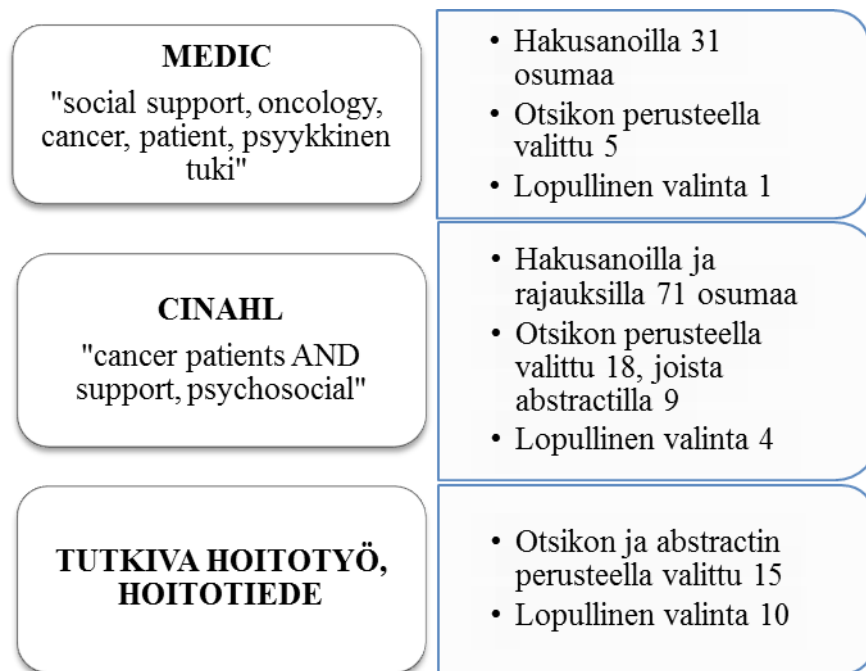 MEDIC
"social support, oncology,
cancer, patient, psyykkinen
tuki"
• Hakusanoilla 31
osumaa
• Otsikon perusteella
valittu 5
• Lopullinen valinta 1
CINAHL
"cancer patients AND
support, psychosocial"
• Hakusanoilla ja
rajauksilla 71 osumaa
• Otsikon perusteella
valittu 18, joista
abstractilla 9
• Lopullinen valinta 4
TUTKIVA HOITOTYÖ,
HOITOTIEDE
• Otsikon ja abstractin
perusteella valittu 15
• Lopullinen valinta 10